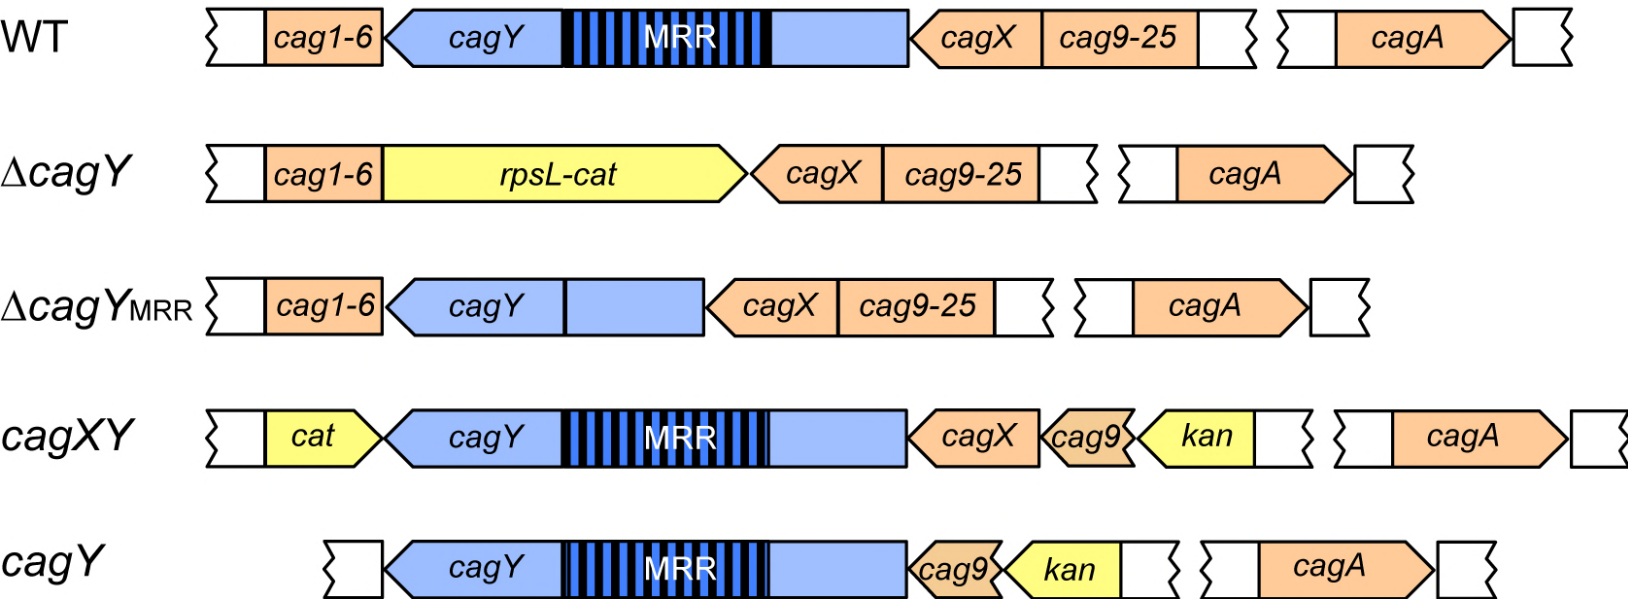 WT cag1-6 cagY MRR cagX cag9-25 cagA
ΔcagY cag1-6 rpsL-cat cagX cag9-25 cagA
ΔcagYMRR cag1-6 cagY cagX cag9-25 cagA
cagXY cat cagY MRR cagX cag9 kan cagA
cagY cagY MRR cag9 kan cagA